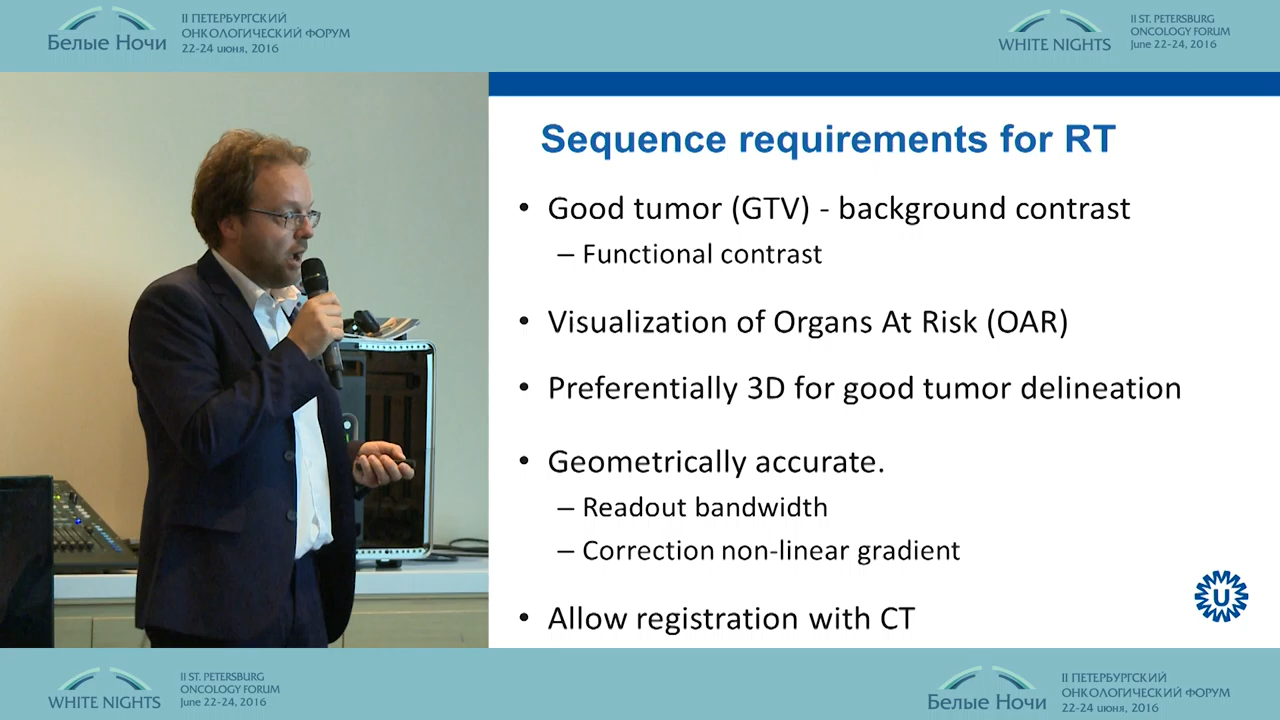 Белые Ночи
II ПЕТЕРБУРГСКИЙ
ОНКОЛОГИЧЕСКИЙ ФОРУМ
22-24 июня, 2016
WHITE NIGHTS
II ST. PETERSBURG
ONCOLOGY FORUM
June 22-24, 2016
Sequence requirements for RT
• Good tumor (GTV) - background contrast
– Functional contrast
• Visualization of Organs At Risk (OAR)
• Preferentially 3D for good tumor delineation
• Geometrically accurate.
– Readout bandwidth
– Correction non-linear gradient
• Allow registration with CT
U
WHITE NIGHTS
II ST. PETERSBURG
ONCOLOGY FORUM
June 22-24, 2016
Белые Ночи
II ПЕТЕРБУРГСКИЙ
ОНКОЛОГИЧЕСКИЙ ФОРУМ
22-24 июня, 2016